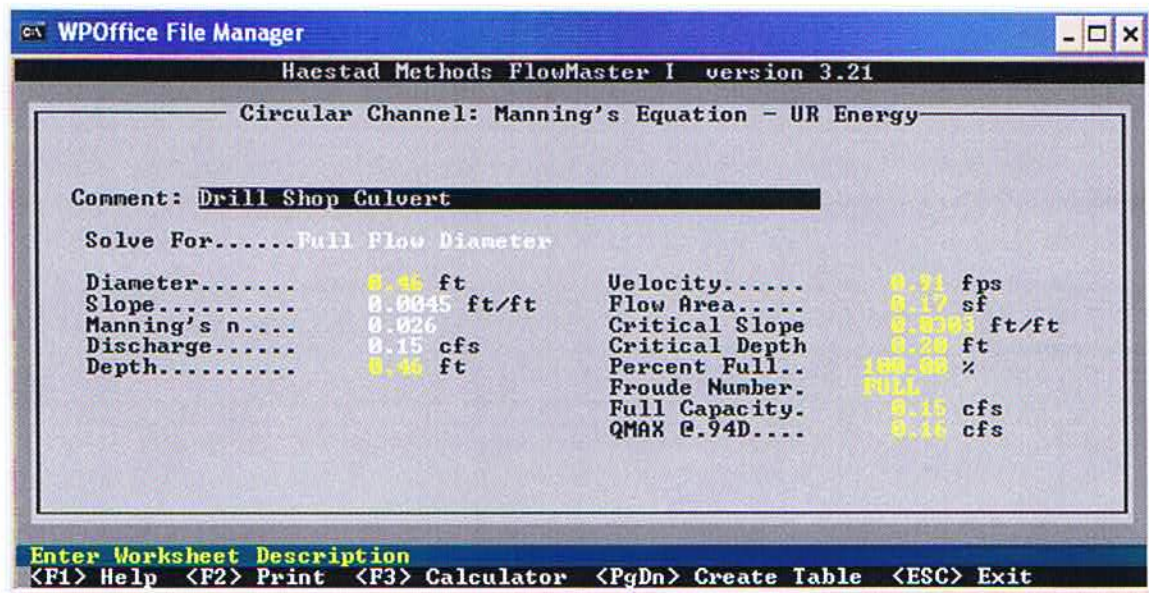 WPOffice File Manager
Haestad Methods FlowMaster I version 3.21
Circular Channel: Manning's Equation - UR Energy
Comment: Drill Shop Culvert
Solve For......Full Flow Diameter
Diameter....... 0.46 ft
Slope.......... 0.0045 ft/ft
Manning's n.... 0.026
Discharge...... 0.15 cfs
Depth.......... 0.46 ft
Velocity...... 0.91 fps
Flow Area..... 0.17 sf
Critical Slope 0.0303 ft/ft
Critical Depth 0.20 ft
Percent Full.. 100.00 %
Froude Number. FULL
Full Capacity. 0.15 cfs
QMAX @.94D.... 0.16 cfs
Enter Worksheet Description
<F1> Help <F2> Print <F3> Calculator <PgDn> Create Table <ESC> Exit